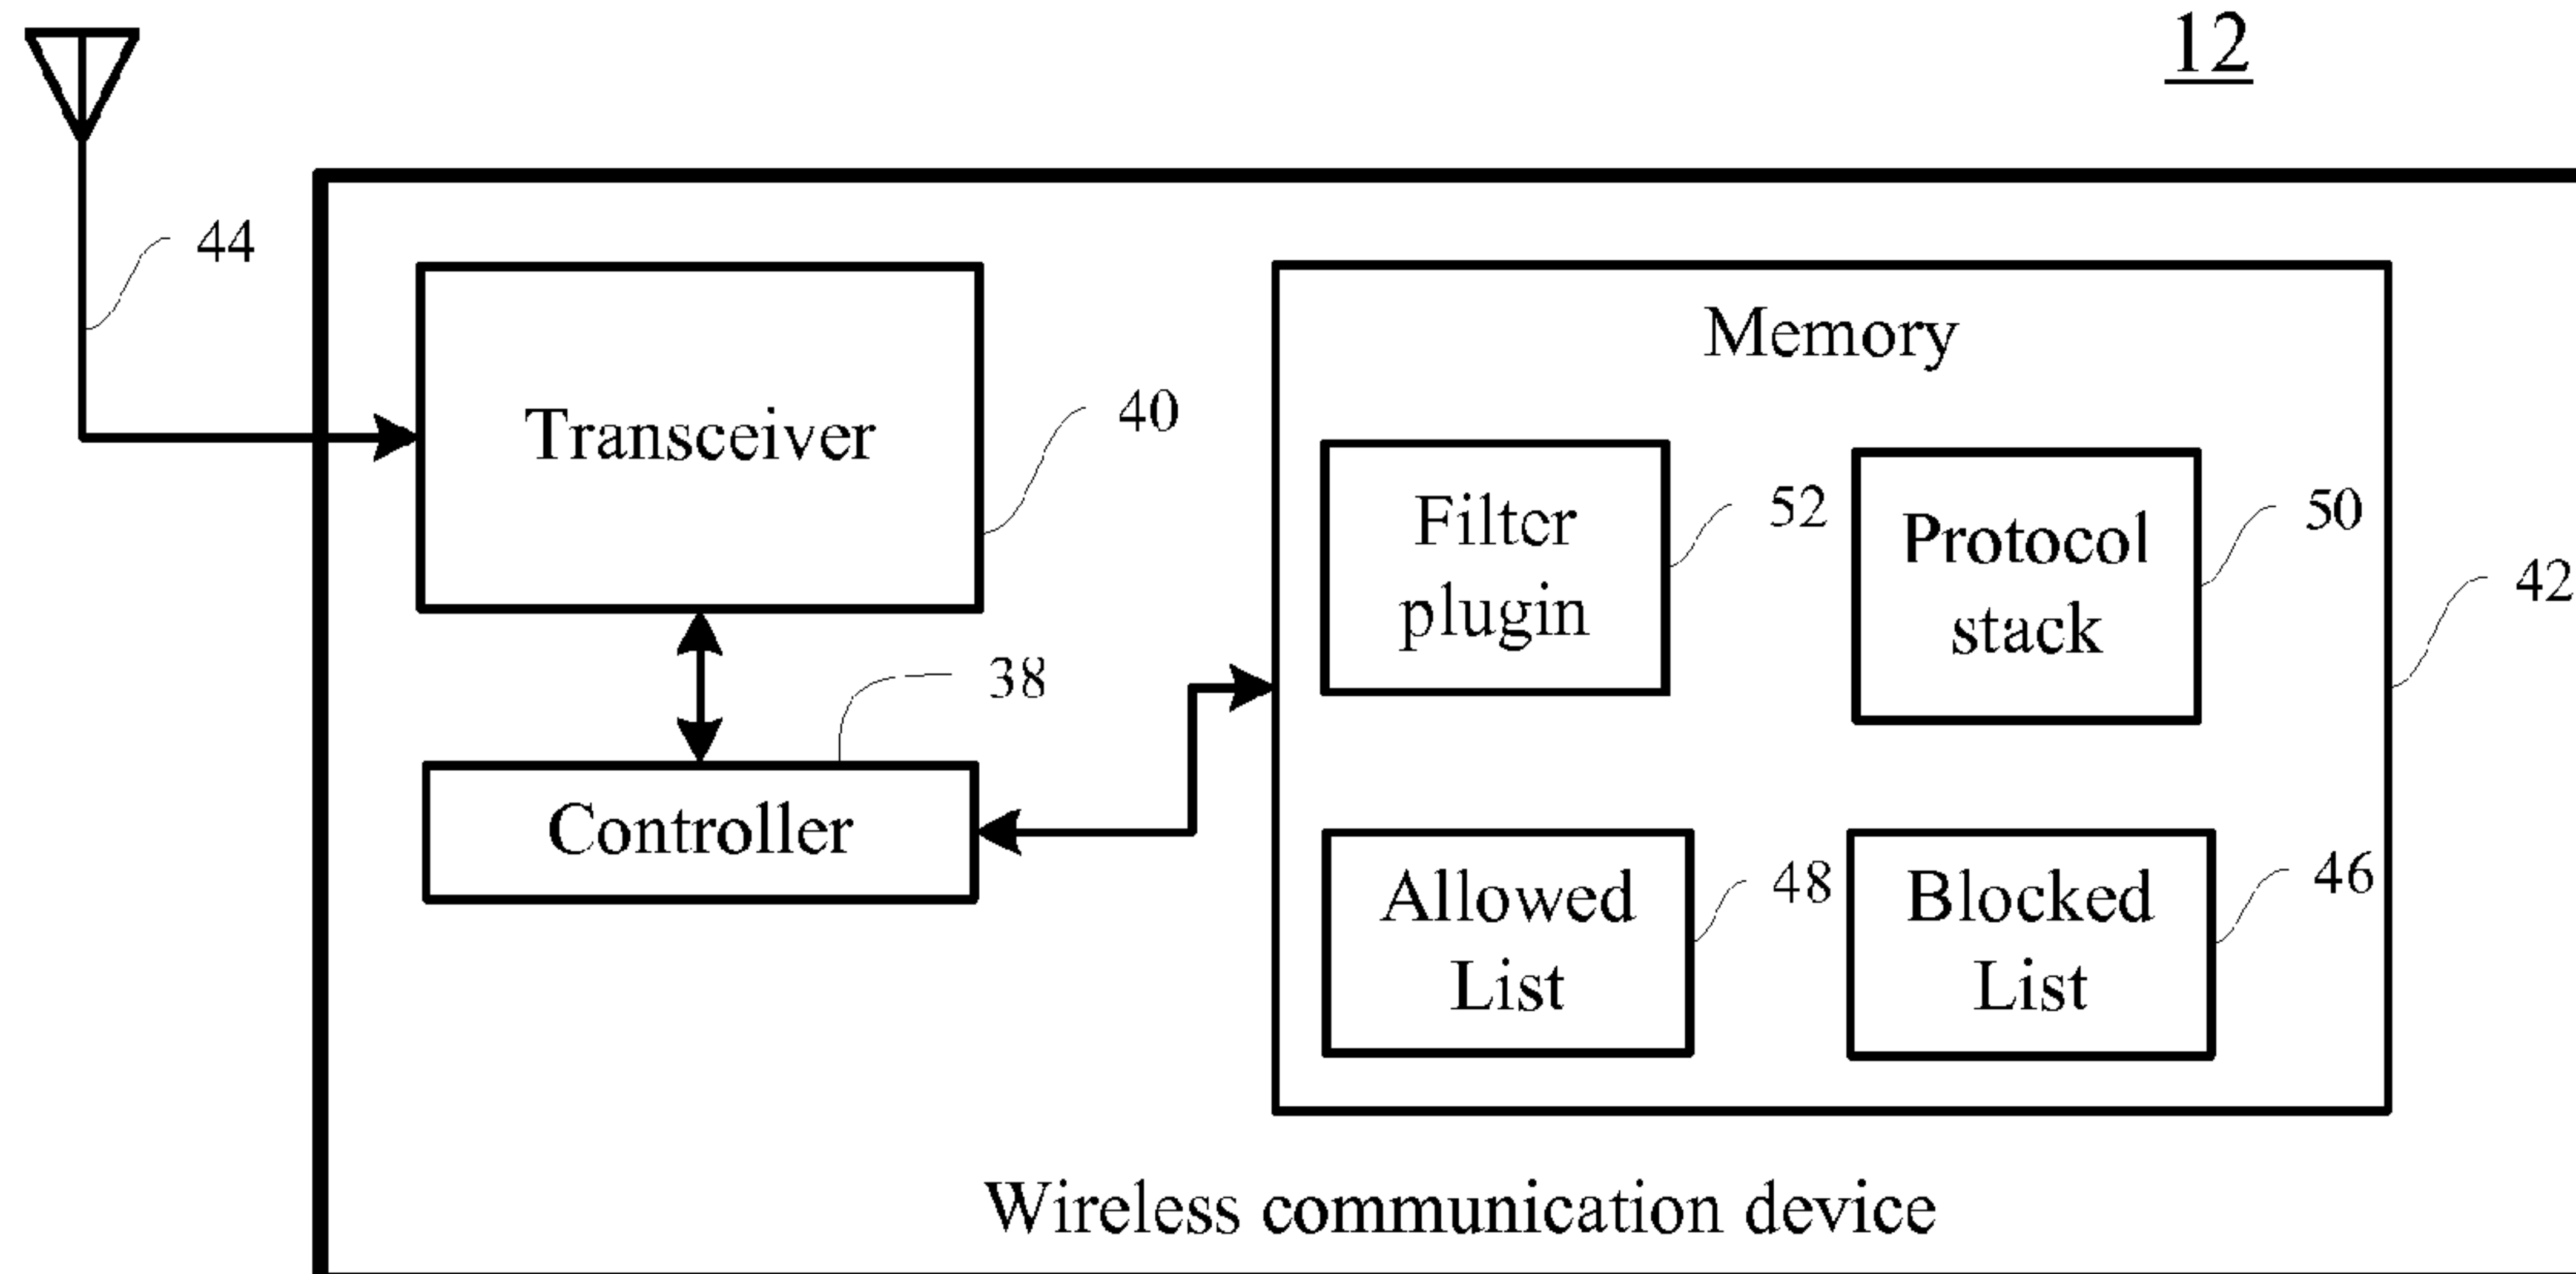 12
44
Transceiver
40
Controller
38
Memory
Filter
plugin
52
Protocol
stack
50
42
Allowed
List
48
Blocked
List
46
Wireless communication device